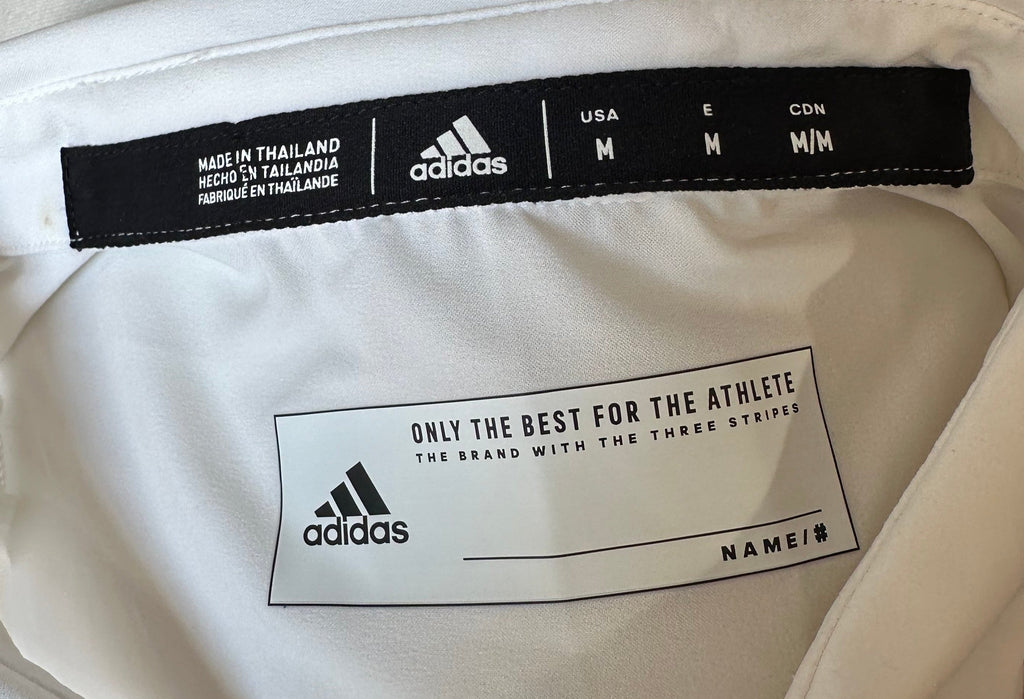 MADE IN THAILAND
HECHO EN TAILANDIA
FABRIQUÉ EN THAÏLANDE
adidas
USA E CDN
M M M/M
ONLY THE BEST FOR THE ATHLETE
THE BRAND WITH THE THREE STRIPES
adidas
NAME/#